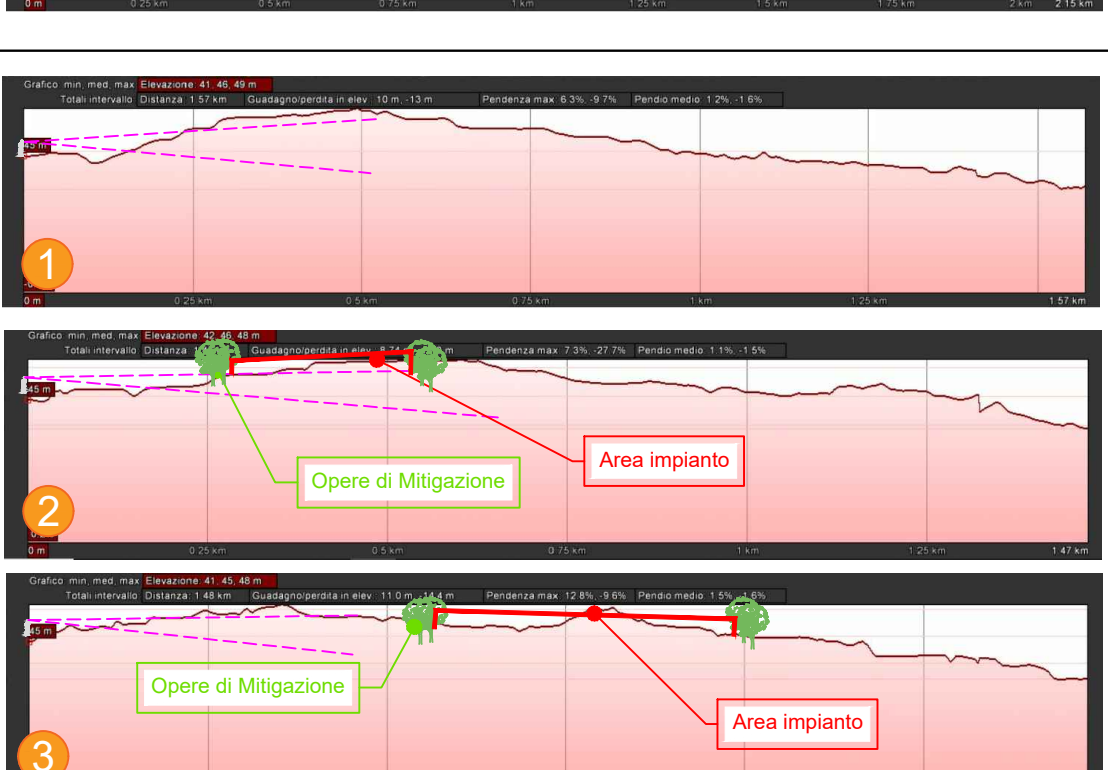 0 m 0.25 km 0.5 km 0.75 km 1 km 1.25 km 1.5 km 1.75 km 2 km 2.15 km
Grafico: min, med, max Elevazione: 41, 46, 49 m
Totali intervallo: Distanza: 1.57 km Guadagno/perdita in elev.: 10 m, -13 m Pendenza max: 6.3%, -9.7% Pendio medio: 1.2%, -1.6%
45 m
1
0 m 0.25 km 0.5 km 0.75 km 1 km 1.25 km 1.57 km
Grafico: min, med, max Elevazione: 42, 46, 48 m
Totali intervallo: Distanza: Guadagno/perdita in elev.: m Pendenza max: 7.3%, -27.7% Pendio medio: 1.1%, -1.5%
45 m
Area impianto
Opere di Mitigazione
2
0 m 0.25 km 0.5 km 0.75 km 1 km 1.25 km 1.47 km
Grafico: min, med, max Elevazione: 41, 45, 48 m
Totali intervallo: Distanza: 1.48 km Guadagno/perdita in elev.: 11.0 m, -14.4 m Pendenza max: 12.8%, -9.6% Pendio medio: 1.5%, -1.6%
45 m
Opere di Mitigazione
Area impianto
3